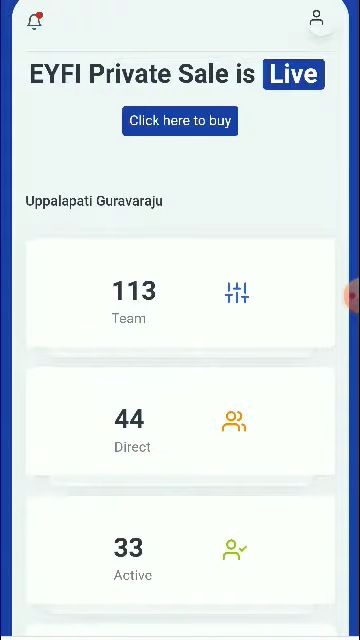 EYFI Private Sale is Live
Click here to buy
Uppalapati Guravaraju
113
Team
44
Direct
33
Active